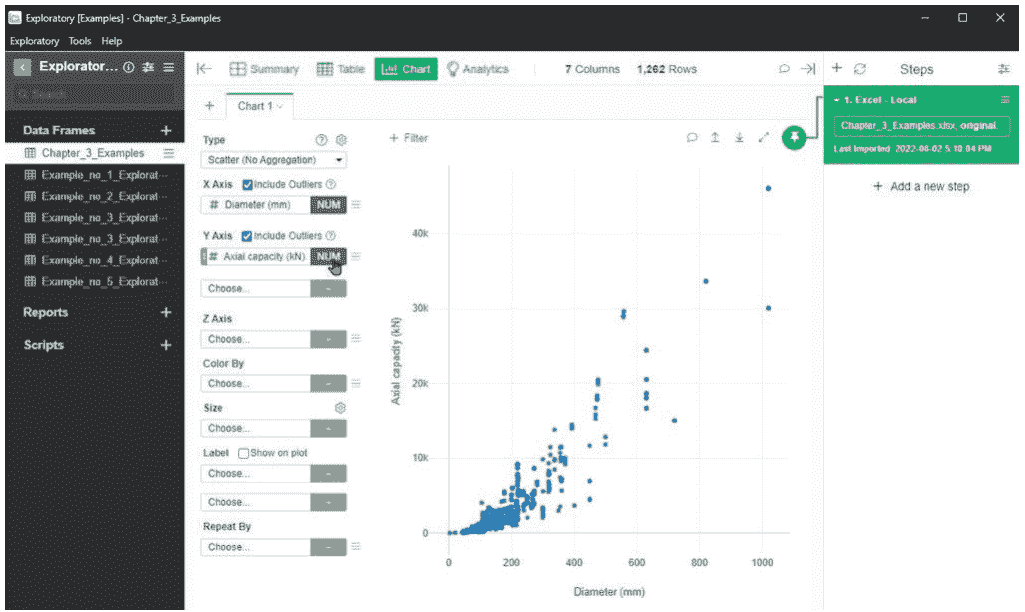 Exploratory [Examples] - Chapter_3_Examples
Exploratory Tools Help
Explorator...
Search
Data Frames +
Chapter_3_Examples
Example_no_1_Explorat...
Example_no_2_Explorat...
Example_no_3_Explorat...
Example_no_3_Explorat...
Example_no_4_Explorat...
Example_no_5_Explorat...
Reports +
Scripts +
Summary Table Chart Analytics 7 Columns 1,262 Rows
+ Chart 1
Type
Scatter (No Aggregation)
X Axis Include Outliers
# Diameter (mm) NUM
Y Axis Include Outliers
# Axial capacity (kN) NUM
Choose... -
Z Axis
Choose... -
Color By
Choose... -
Size
Choose... -
Label Show on plot
Choose... -
Choose... -
Repeat By
Choose... -
+ Filter
Axial capacity (kN)
40k
30k
20k
10k
0
0 200 400 600 800 1000
Diameter (mm)
+ Steps
1. Excel - Local
Chapter_3_Examples.xlsx, original.
Last Imported 2022-06-02 5:10:04 PM
+ Add a new step